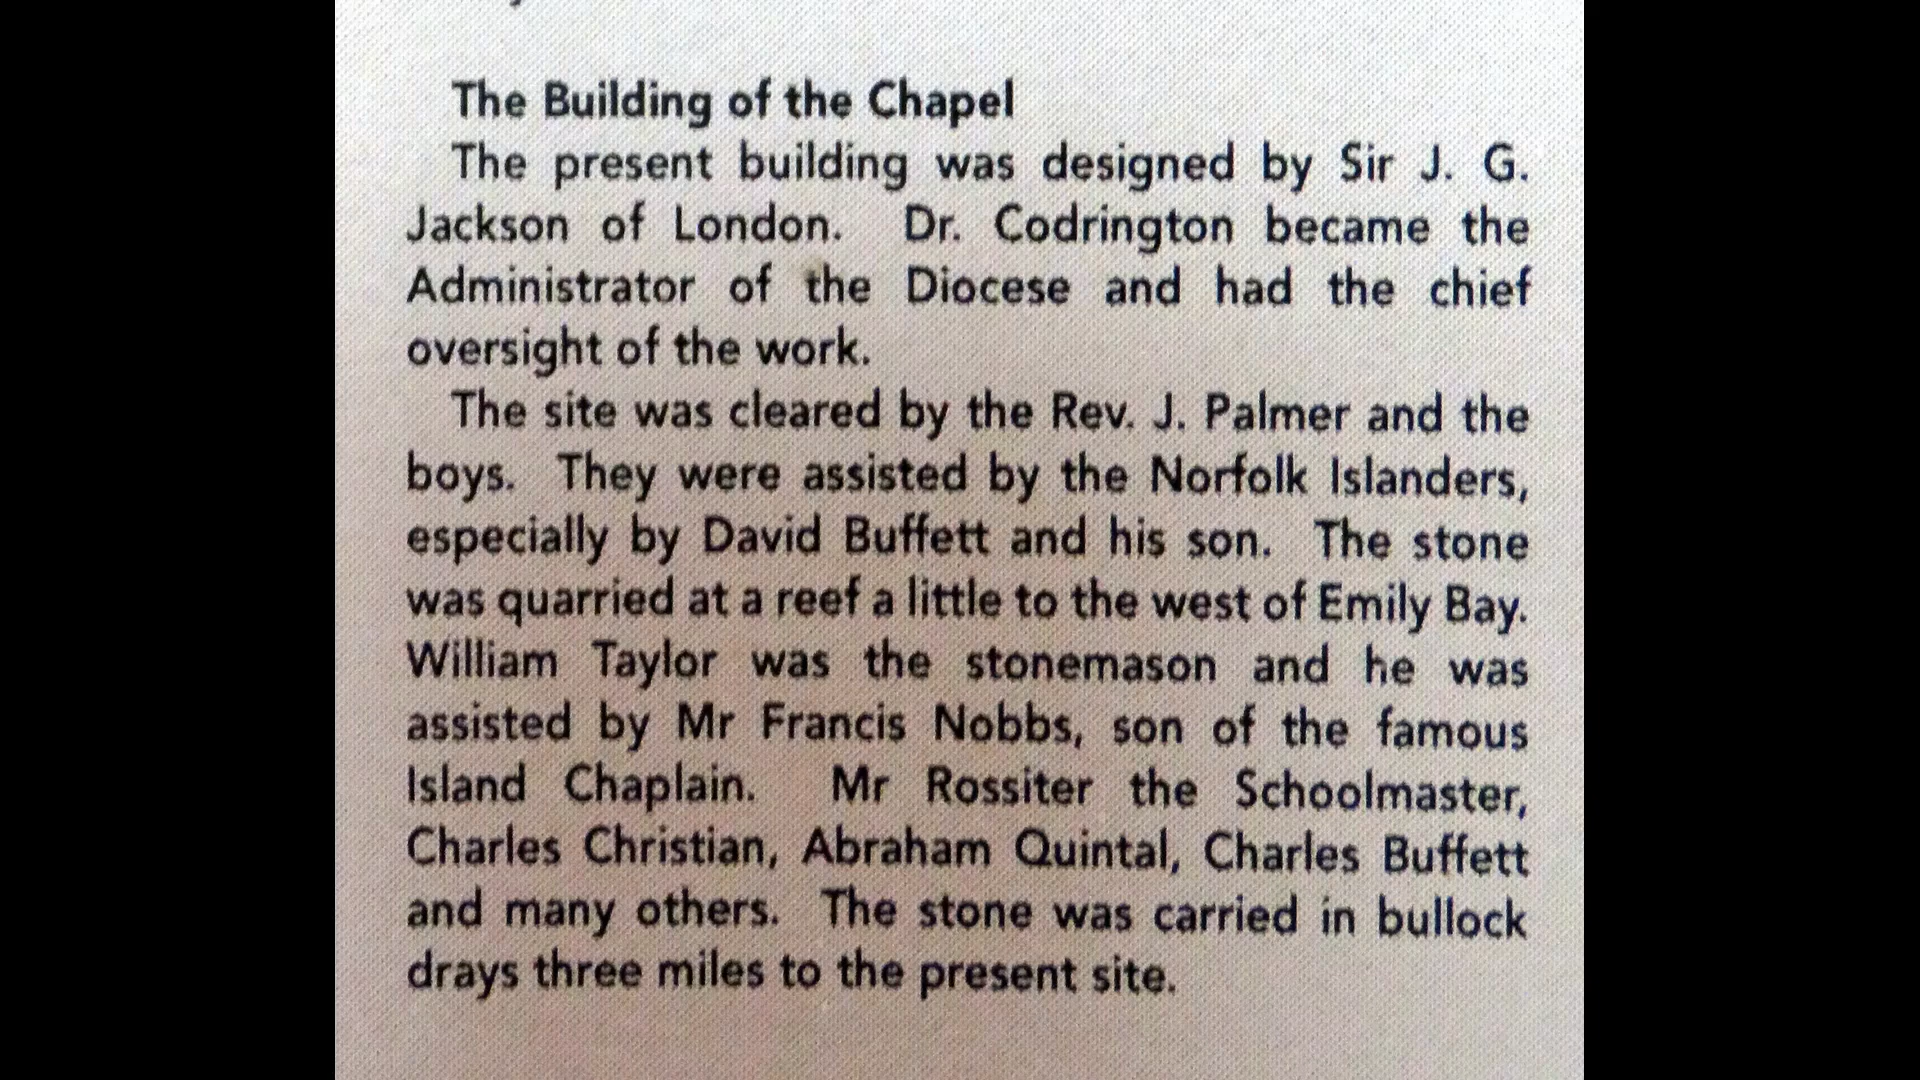 The Building of the Chapel
The present building was designed by Sir J. G.
Jackson of London. Dr. Codrington became the
Administrator of the Diocese and had the chief
oversight of the work.
The site was cleared by the Rev. J. Palmer and the
boys. They were assisted by the Norfolk Islanders,
especially by David Buffett and his son. The stone
was quarried at a reef a little to the west of Emily Bay.
William Taylor was the stonemason and he was
assisted by Mr Francis Nobbs, son of the famous
Island Chaplain. Mr Rossiter the Schoolmaster,
Charles Christian, Abraham Quintal, Charles Buffett
and many others. The stone was carried in bullock
drays three miles to the present site.